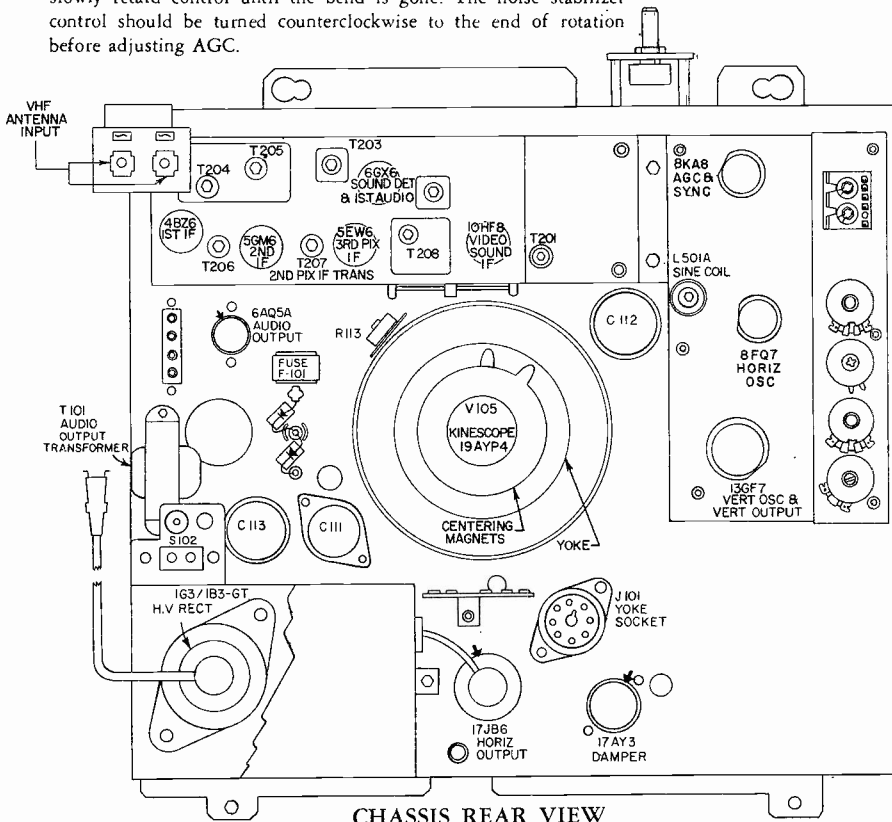 slowly retard control until the bend is gone. The noise stabilizer
control should be turned counterclockwise to the end of rotation
before adjusting AGC.
VHF
ANTENNA
INPUT
T204
T205
T203
6GX6
SOUND DET
& IST. AUDIO
8KA8
AGC &
SYNC
4BZ6
IST IF
T206
5GM6
2ND
IF
T207
2ND PIX IF TRANS
5EW6
3RD PIX
IF
T208
10HF8
VIDEO
SOUND
IF
T201
L501A
SINE COIL
6AQ5A
AUDIO
OUTPUT
R113
C112
8FQ7
HORIZ
OSC
FUSE
F-101
T101
AUDIO
OUTPUT
TRANSFORMER
V105
KINESCOPE
19AYP4
13GF7
VERT OSC &
VERT OUTPUT
CENTERING
MAGNETS
YOKE
C113
C111
S102
1G3/1B3-GT
H.V RECT
J101
YOKE
SOCKET
17JB6
HORIZ
OUTPUT
17AY3
DAMPER
CHASSIS REAR VIEW